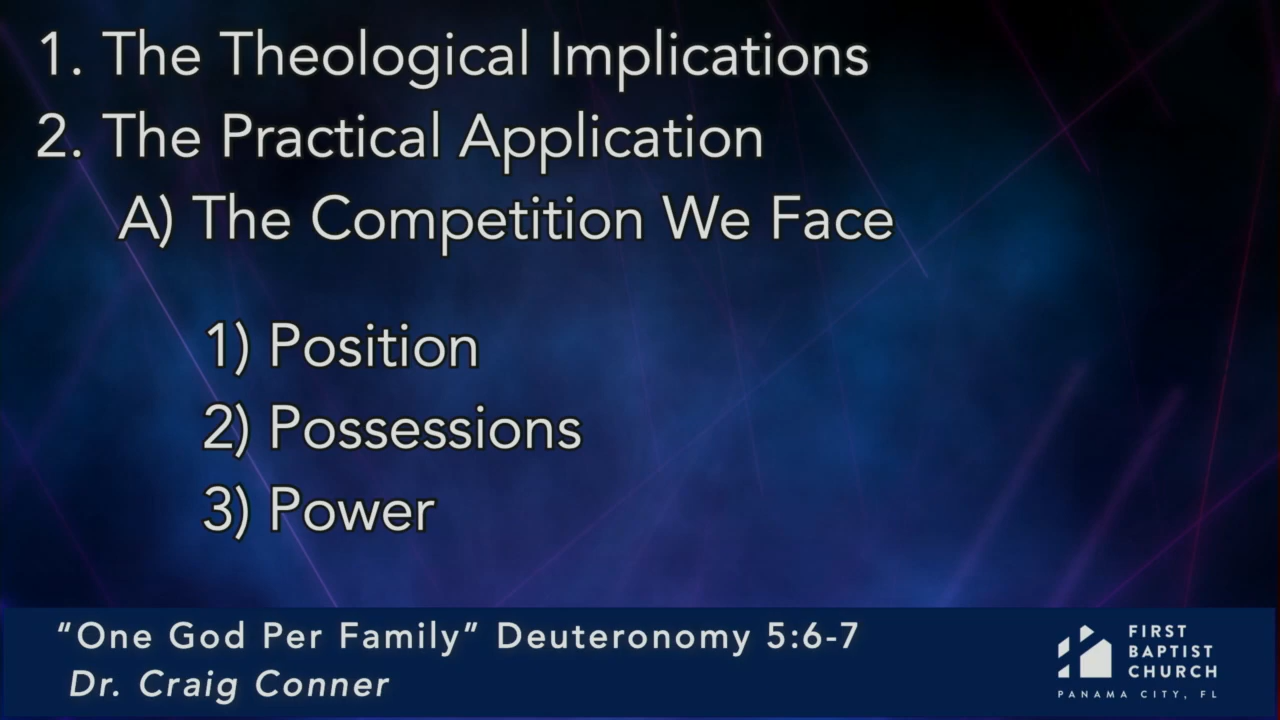 1. The Theological Implications
2. The Practical Application
A) The Competition We Face
1) Position
2) Possessions
3) Power
“One God Per Family” Deuteronomy 5:6-7
Dr. Craig Conner
FIRST
BAPTIST
CHURCH
PANAMA CITY, FL